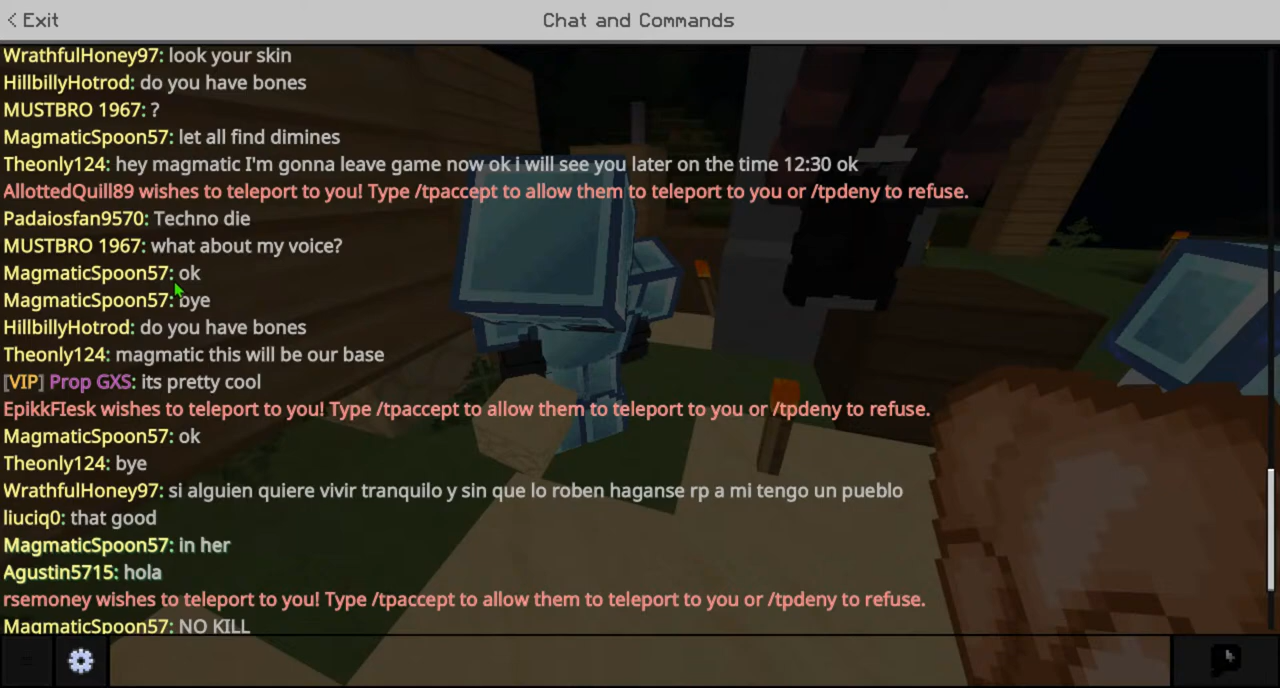 < Exit
Chat and Commands
WrathfulHoney97: look your skin
HillbillyHotrod: do you have bones
MUSTBRO 1967: ?
MagmaticSpoon57: let all find dimines
Theonly124: hey magmatic I'm gonna leave game now ok i will see you later on the time 12:30 ok
AllottedQuill89 wishes to teleport to you! Type /tpaccept to allow them to teleport to you or /tpdeny to refuse.
Padaiosfan9570: Techno die
MUSTBRO 1967: what about my voice?
MagmaticSpoon57: ok
MagmaticSpoon57: bye
HillbillyHotrod: do you have bones
Theonly124: magmatic this will be our base
[VIP] Prop GXS: its pretty cool
EpikkFIesk wishes to teleport to you! Type /tpaccept to allow them to teleport to you or /tpdeny to refuse.
MagmaticSpoon57: ok
Theonly124: bye
WrathfulHoney97: si alguien quiere vivir tranquilo y sin que lo roben haganse rp a mi tengo un pueblo
liuciq0: that good
MagmaticSpoon57: in her
Agustin5715: hola
rsemoney wishes to teleport to you! Type /tpaccept to allow them to teleport to you or /tpdeny to refuse.
MagmaticSpoon57: NO KILL